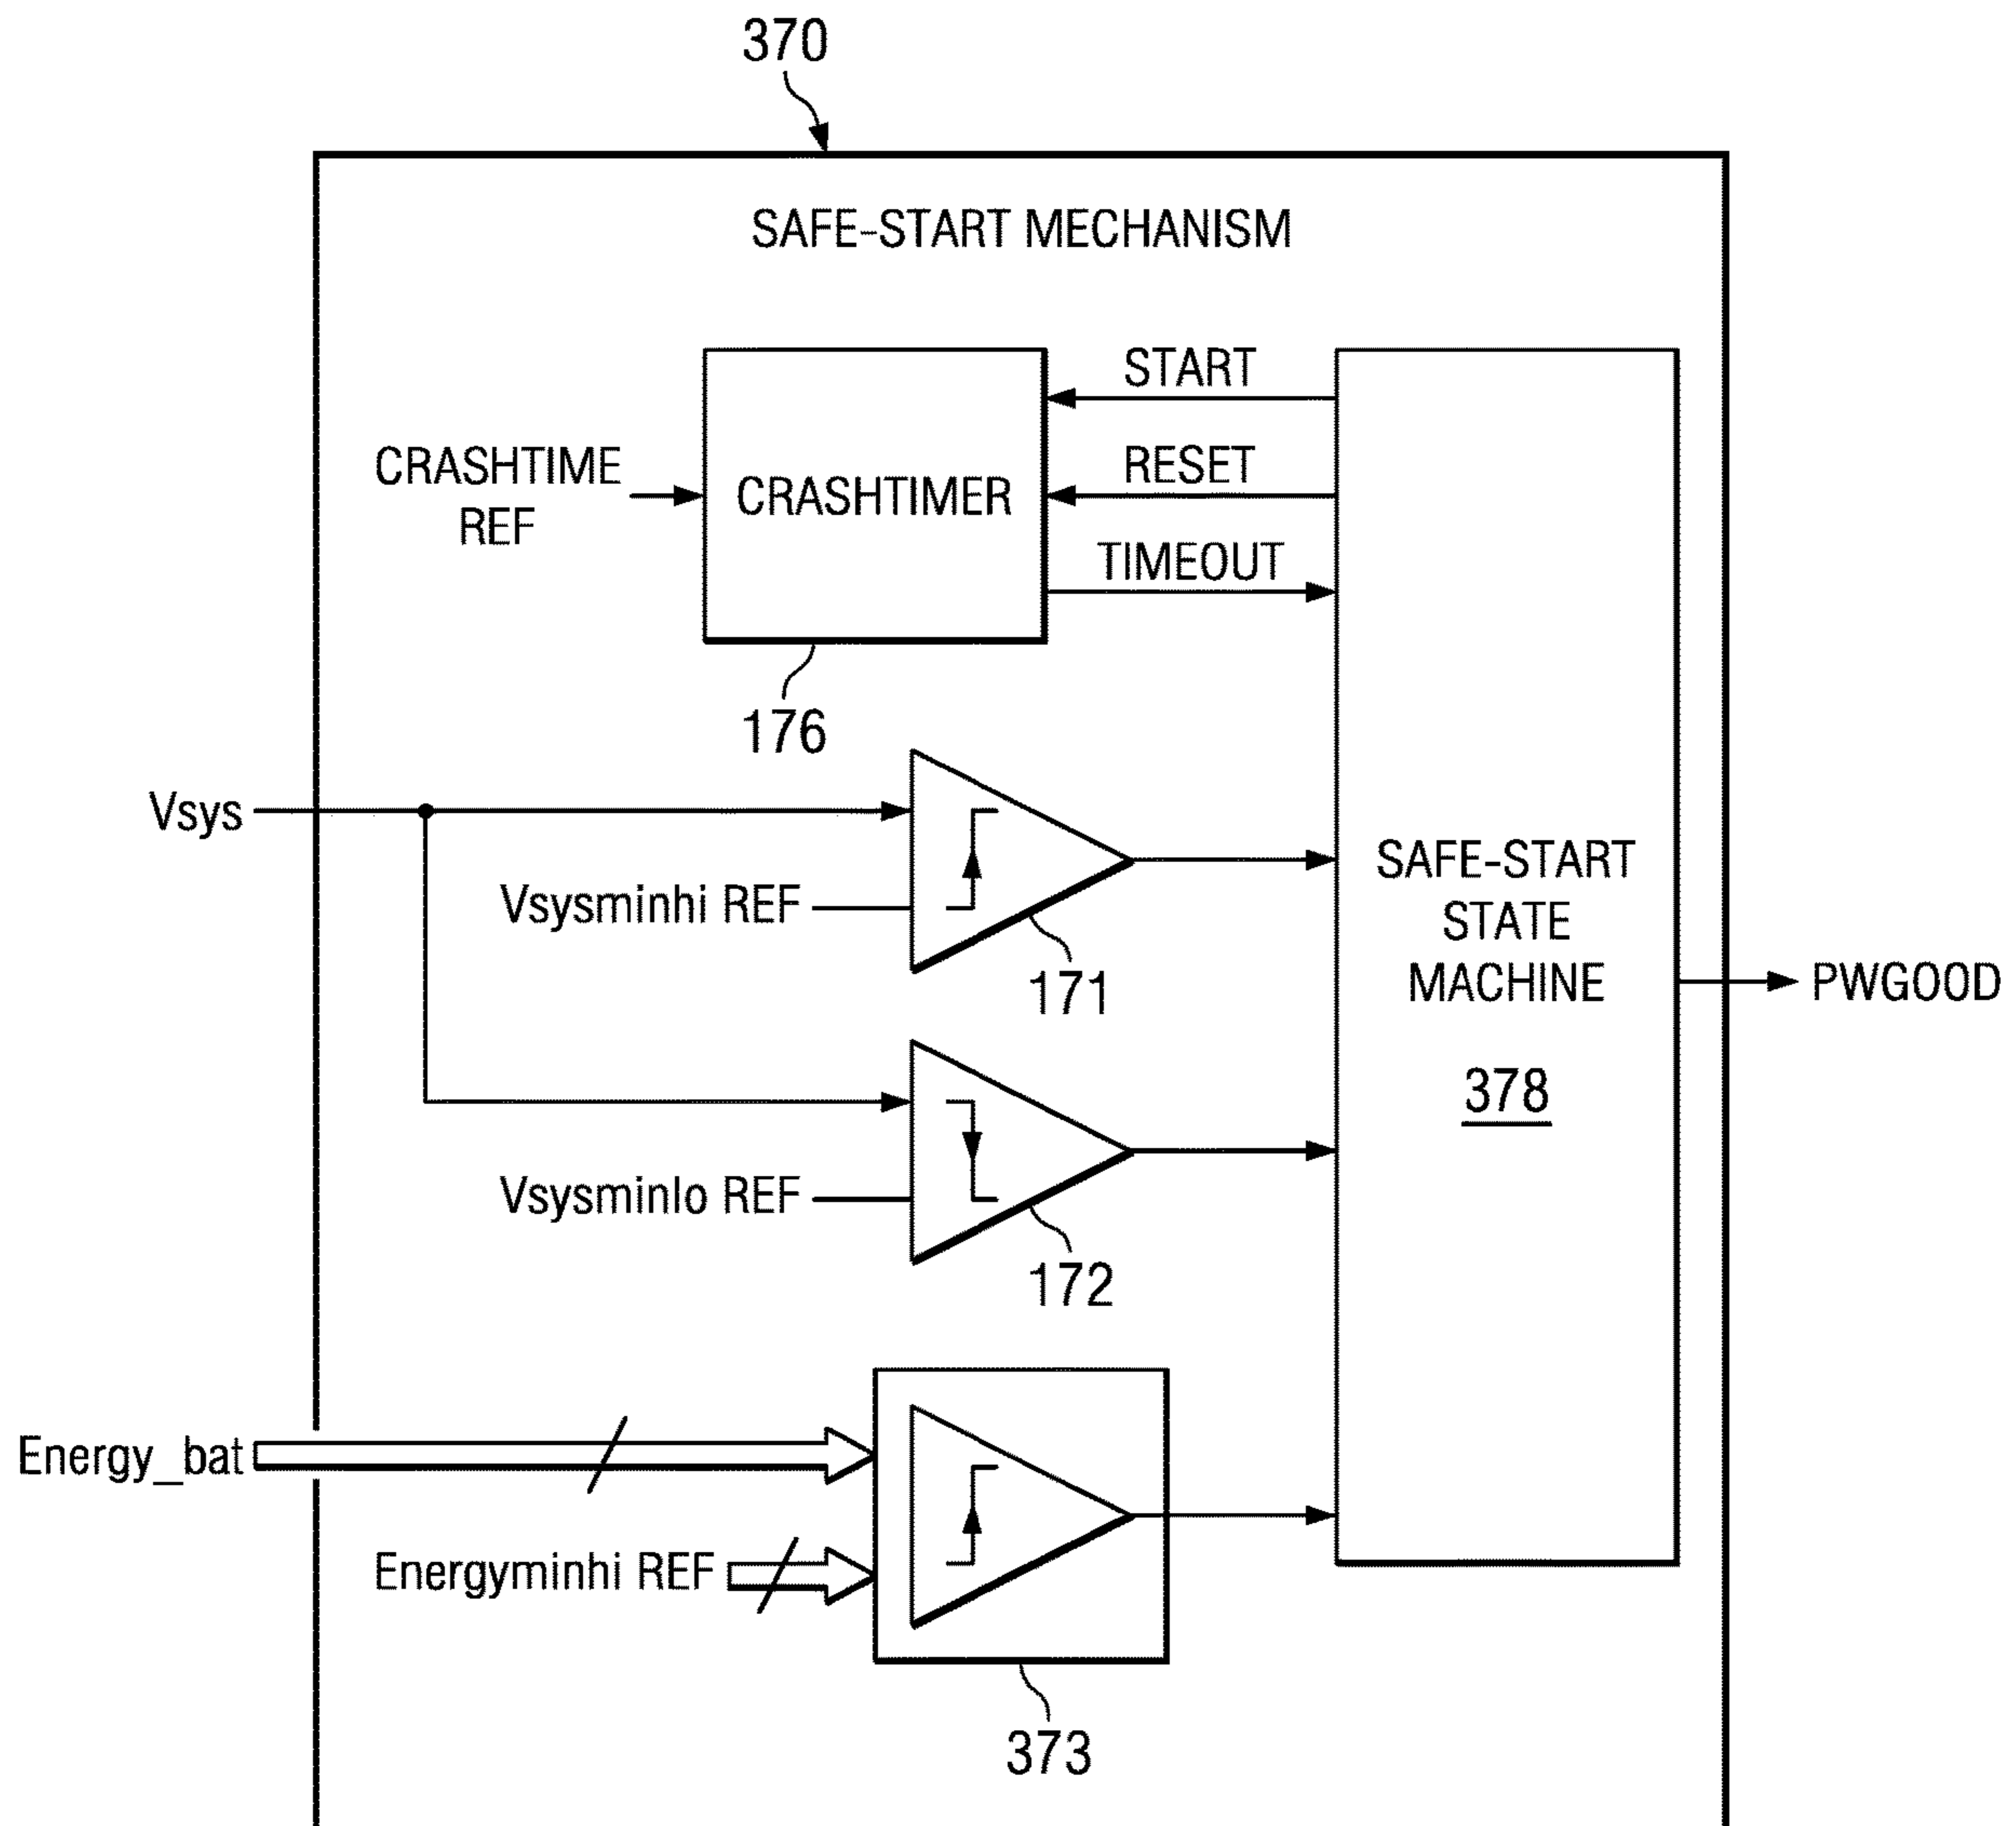 370
SAFE-START MECHANISM
START
CRASHTIME
REF
CRASHTIMER
RESET
TIMEOUT
176
Vsys
Vsysminhi REF
171
SAFE-START
STATE
MACHINE
378
PWGOOD
Vsysminlo REF
172
Energy_bat
Energyminhi REF
373